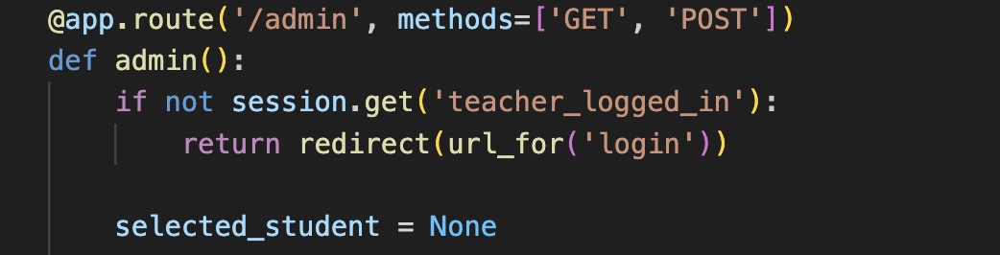 @app.route('/admin', methods=['GET', 'POST'])
def admin():
    if not session.get('teacher_logged_in'):
        return redirect(url_for('login'))

    selected_student = None